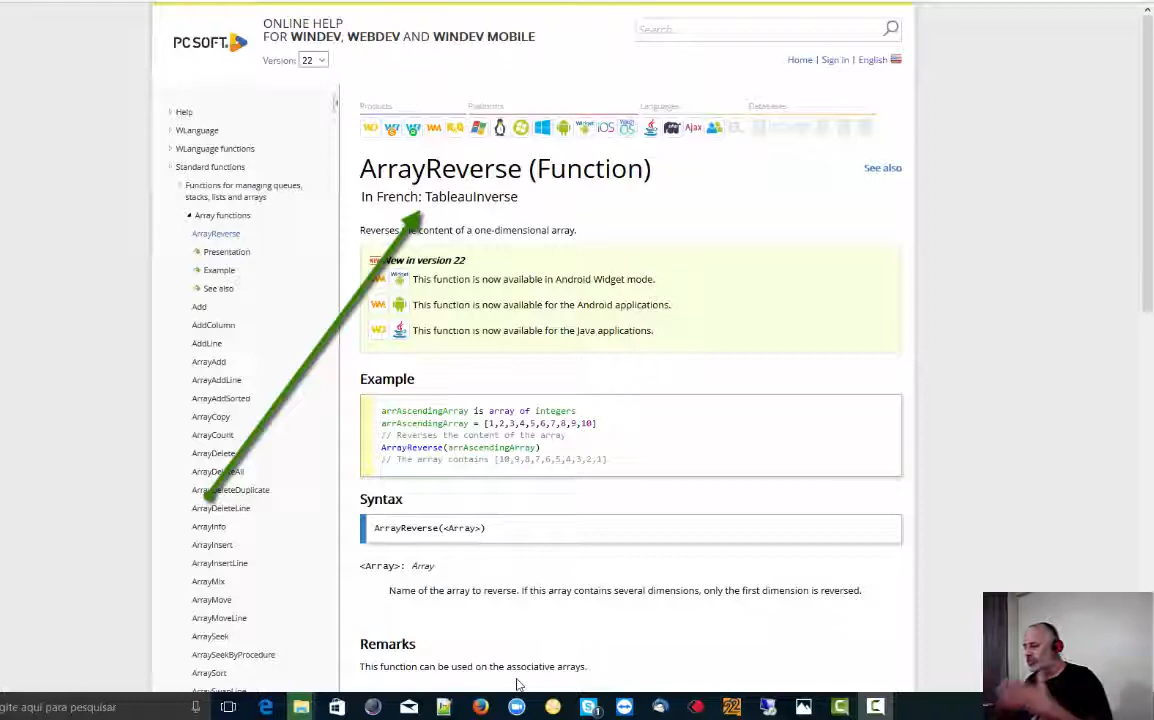 ONLINE HELP
FOR WINDEV, WEBDEV AND WINDEV MOBILE
PC SOFT
Version: 22
Search...
Home | Sign in | English
Help
WLanguage
WLanguage functions
Standard functions
Functions for managing queues,
stacks, lists and arrays
Array functions
ArrayReverse
Presentation
Example
See also
Add
AddColumn
AddLine
ArrayAdd
ArrayAddLine
ArrayAddSorted
ArrayCopy
ArrayCount
ArrayDelete
ArrayDeleteAll
ArrayDeleteDuplicate
ArrayDeleteLine
ArrayInfo
ArrayInsert
ArrayInsertLine
ArrayMix
ArrayMove
ArrayMoveLine
ArraySeek
ArraySeekByProcedure
ArraySort
ArraySwapLine
Products Platforms Languages Databases
iOS Ajax
ArrayReverse (Function)
See also
In French: TableauInverse
Reverses the content of a one-dimensional array.
New in version 22
This function is now available in Android Widget mode.
This function is now available for the Android applications.
This function is now available for the Java applications.
Example
arrAscendingArray is array of integers
arrAscendingArray = [1,2,3,4,5,6,7,8,9,10]
// Reverses the content of the array
ArrayReverse(arrAscendingArray)
// The array contains [10,9,8,7,6,5,4,3,2,1]
Syntax
ArrayReverse(<Array>)
<Array>: Array
Name of the array to reverse. If this array contains several dimensions, only the first dimension is reversed.
Remarks
This function can be used on the associative arrays.
gite aqui para pesquisar